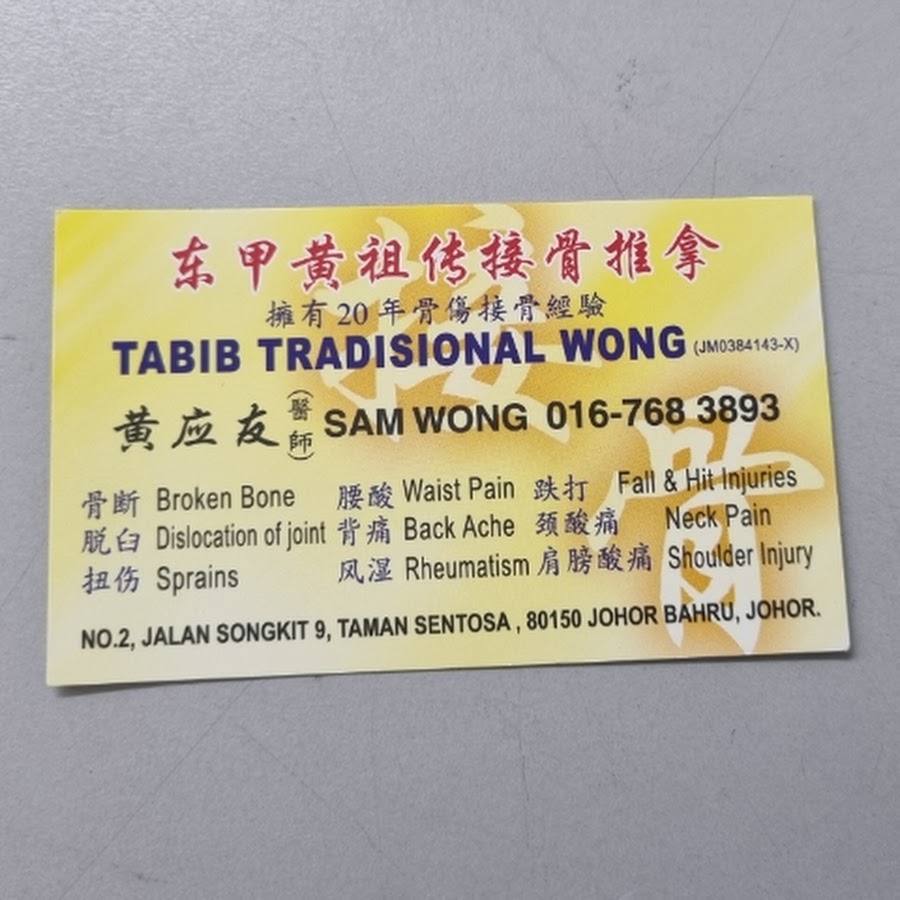 东甲黄祖传接骨推拿
擁有20年骨傷接骨經驗
TABIB TRADISIONAL WONG (JM0384143-X)
黄应友(醫師) SAM WONG 016-768 3893
骨断 Broken Bone 腰酸 Waist Pain 跌打 Fall & Hit Injuries
脱臼 Dislocation of joint 背痛 Back Ache 颈酸痛 Neck Pain
扭伤 Sprains 风湿 Rheumatism 肩膀酸痛 Shoulder Injury
NO.2, JALAN SONGKIT 9, TAMAN SENTOSA , 80150 JOHOR BAHRU, JOHOR.
接骨